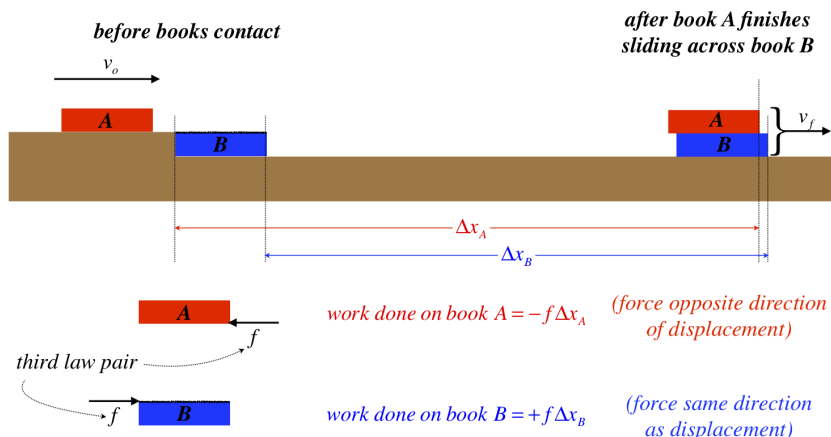 before books contact
after book A finishes
sliding across book B
v_o
A
B
A
B
v_f
Δx_A
Δx_B
A
f
work done on book A = −f Δx_A
(force opposite direction
of displacement)
third law pair
f
B
work done on book B = +f Δx_B
(force same direction
as displacement)